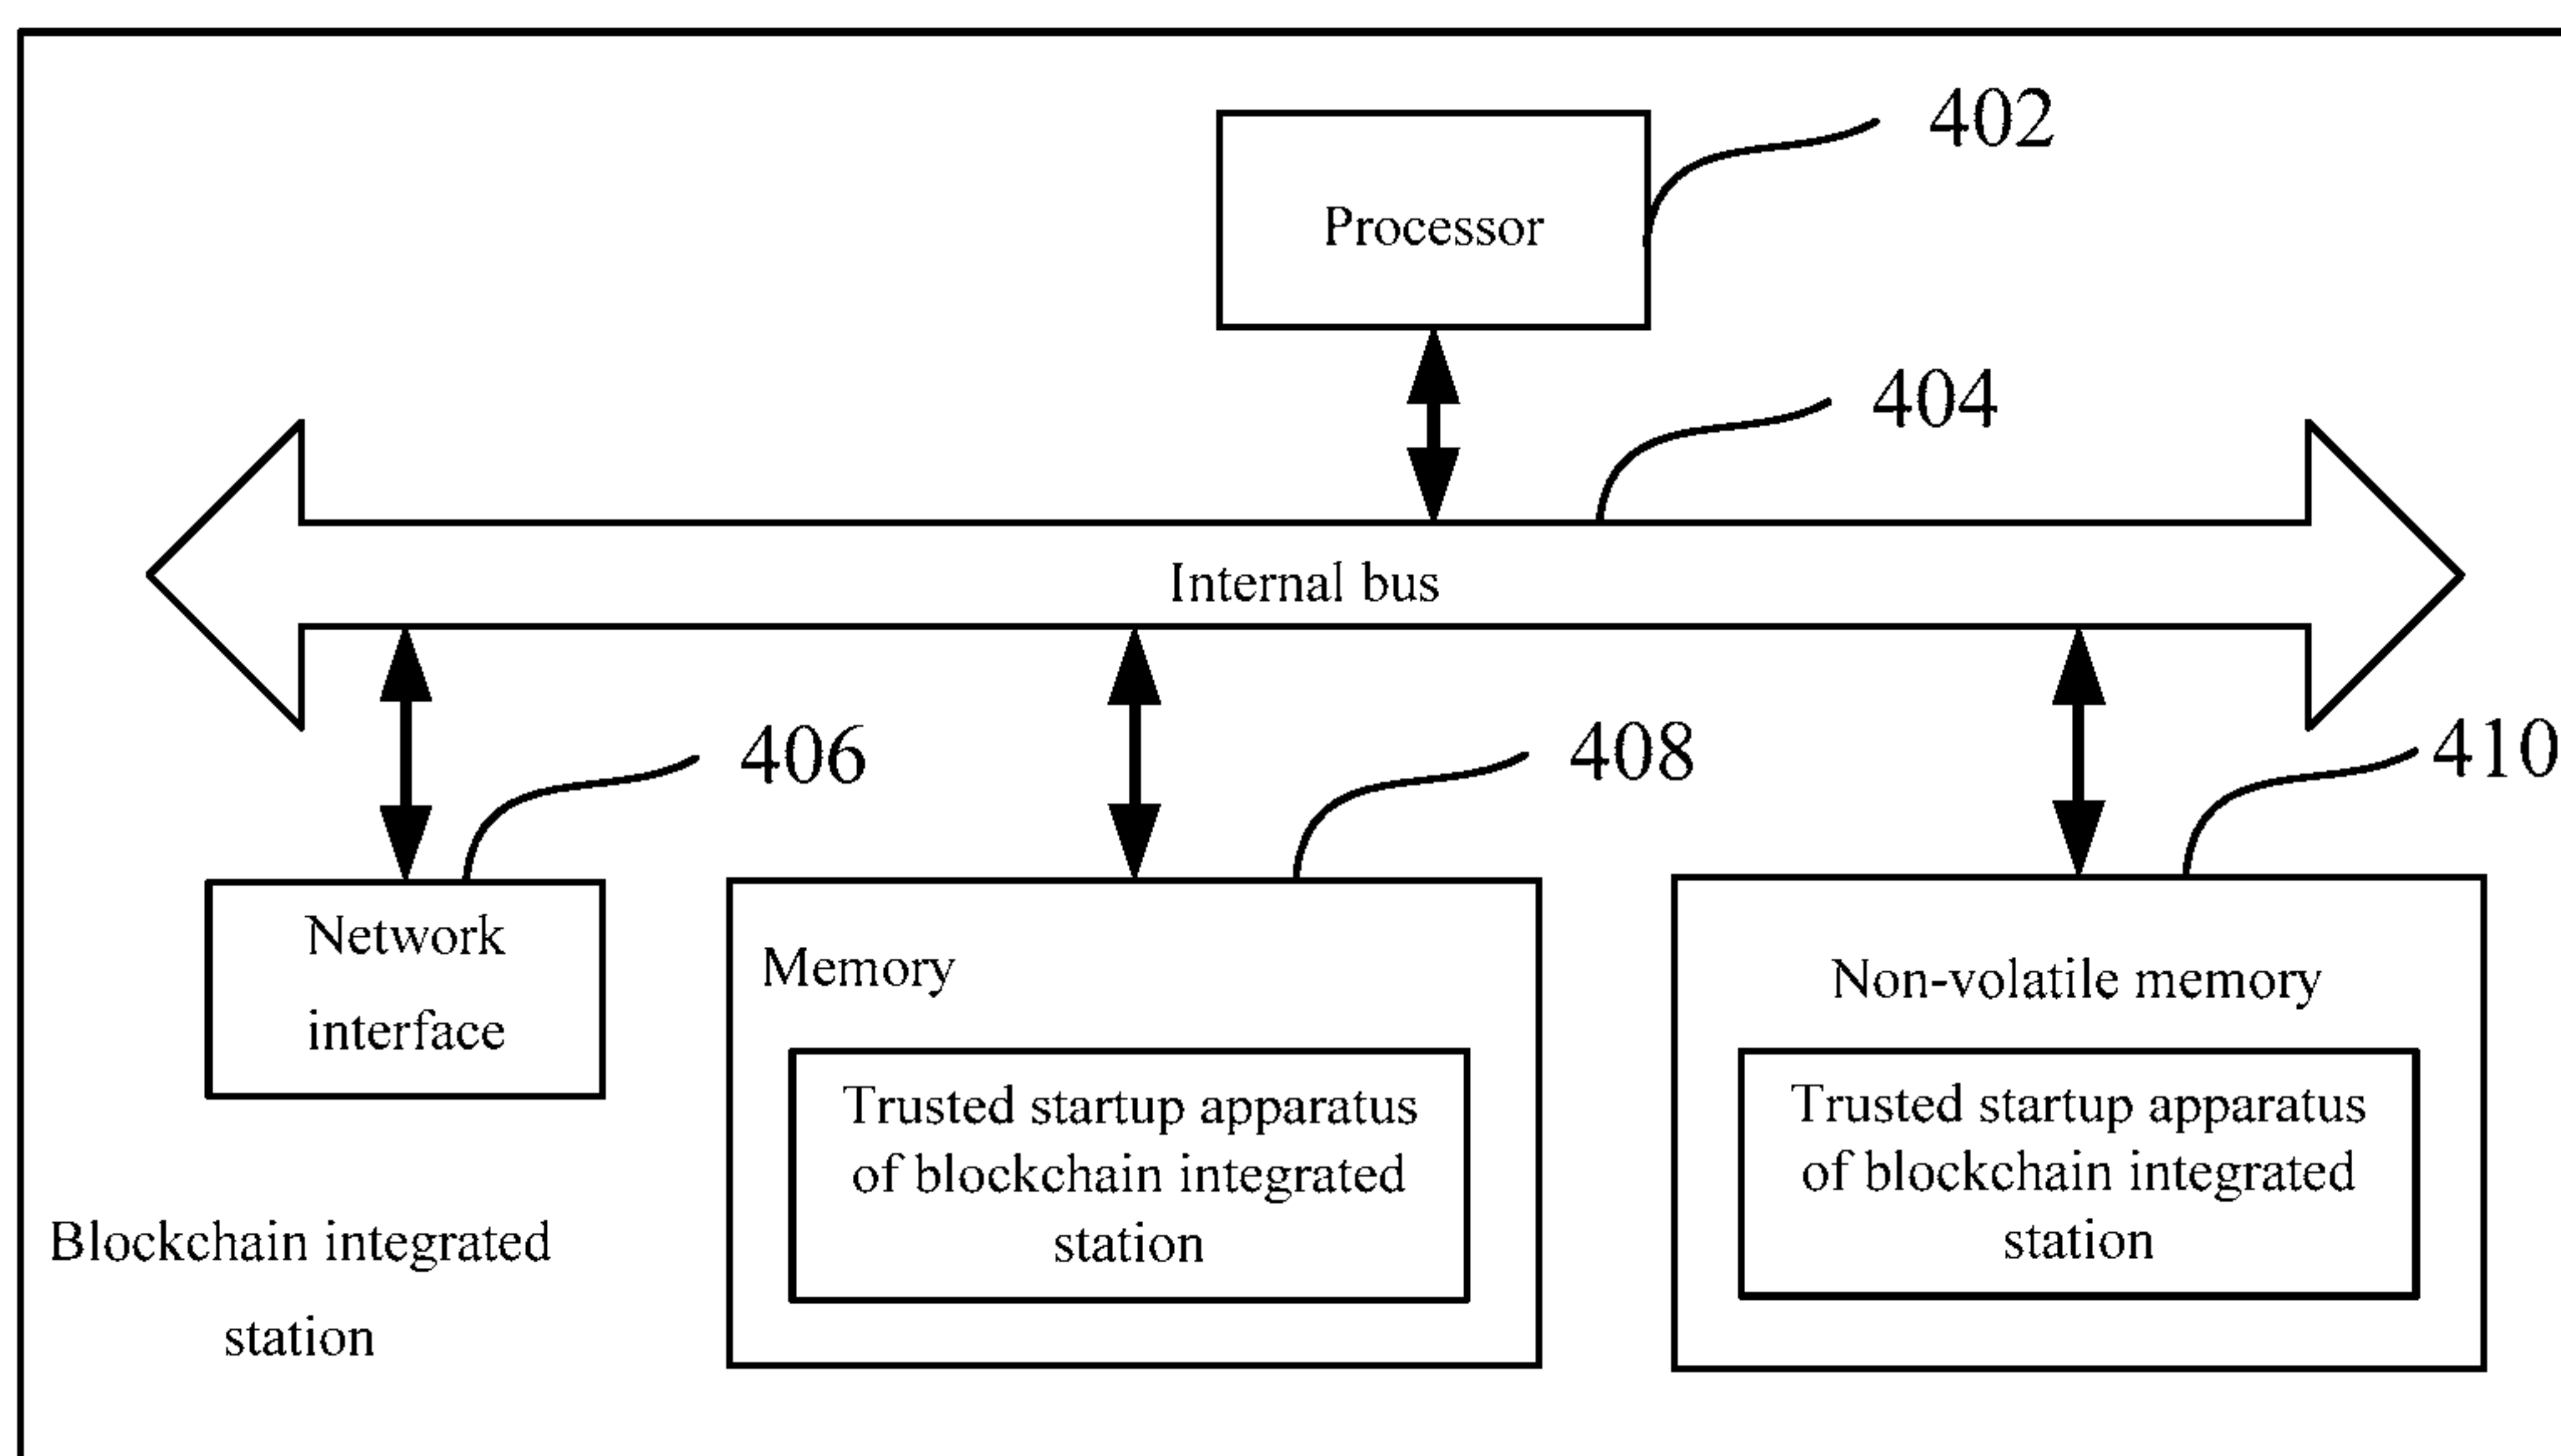 402
Processor
404
Internal bus
406
408
410
Network
interface
Memory
Trusted startup apparatus
of blockchain integrated
station
Non-volatile memory
Trusted startup apparatus
of blockchain integrated
station
Blockchain integrated
station